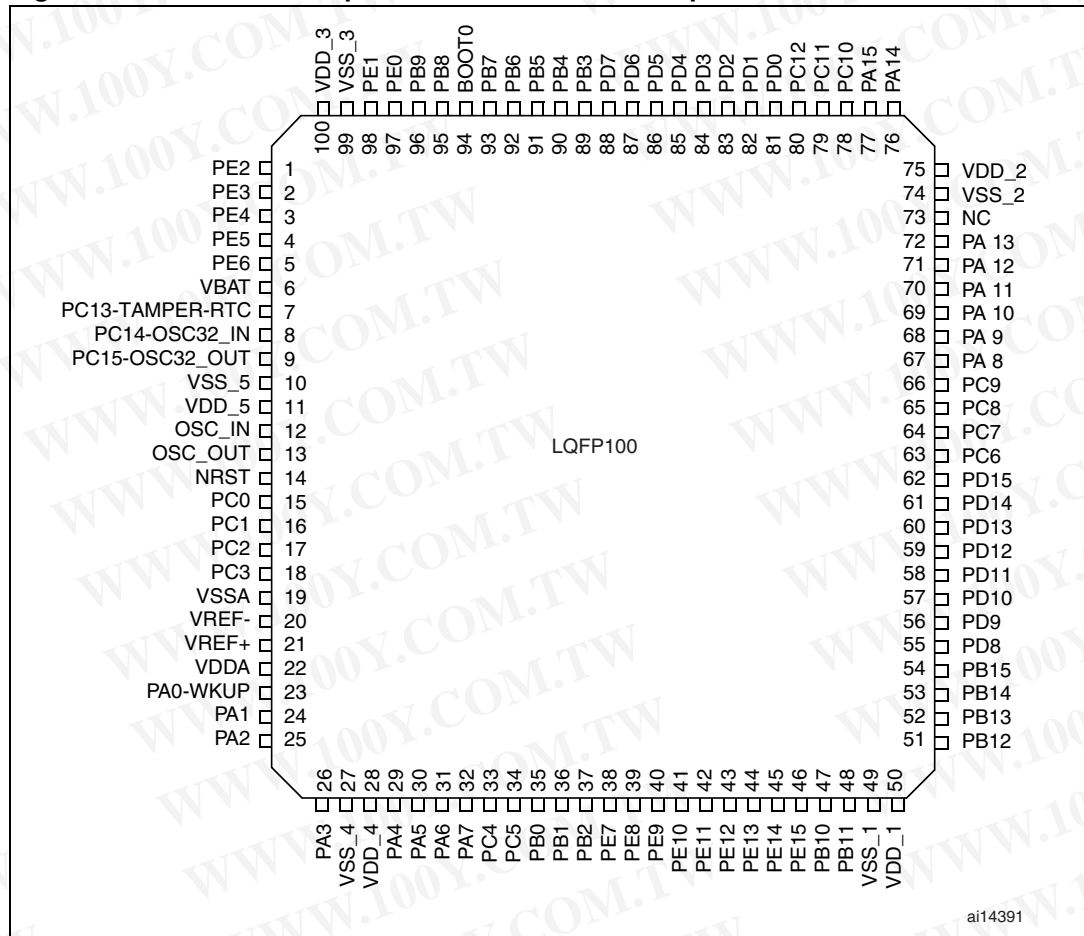 VDD_3
VSS_3
PE1
PE0
PB9
PB8
BOOT0
PB7
PB6
PB5
PB4
PB3
PD7
PD6
PD5
PD4
PD3
PD2
PD1
PD0
PC12
PC11
PC10
PA15
PA14
100
99
98
97
96
95
94
93
92
91
90
89
88
87
86
85
84
83
82
81
80
79
78
77
76
PE2 1
PE3 2
PE4 3
PE5 4
PE6 5
VBAT 6
PC13-TAMPER-RTC 7
PC14-OSC32_IN 8
PC15-OSC32_OUT 9
VSS_5 10
VDD_5 11
OSC_IN 12
OSC_OUT 13
NRST 14
PC0 15
PC1 16
PC2 17
PC3 18
VSSA 19
VREF- 20
VREF+ 21
VDDA 22
PA0-WKUP 23
PA1 24
PA2 25
LQFP100
75 VDD_2
74 VSS_2
73 NC
72 PA 13
71 PA 12
70 PA 11
69 PA 10
68 PA 9
67 PA 8
66 PC9
65 PC8
64 PC7
63 PC6
62 PD15
61 PD14
60 PD13
59 PD12
58 PD11
57 PD10
56 PD9
55 PD8
54 PB15
53 PB14
52 PB13
51 PB12
26
27
28
29
30
31
32
33
34
35
36
37
38
39
40
41
42
43
44
45
46
47
48
49
50
PA3
VSS_4
VDD_4
PA4
PA5
PA6
PA7
PC4
PC5
PB0
PB1
PB2
PE7
PE8
PE9
PE10
PE11
PE12
PE13
PE14
PE15
PB10
PB11
VSS_1
VDD_1
ai14391
WWW.100Y.COM.TW